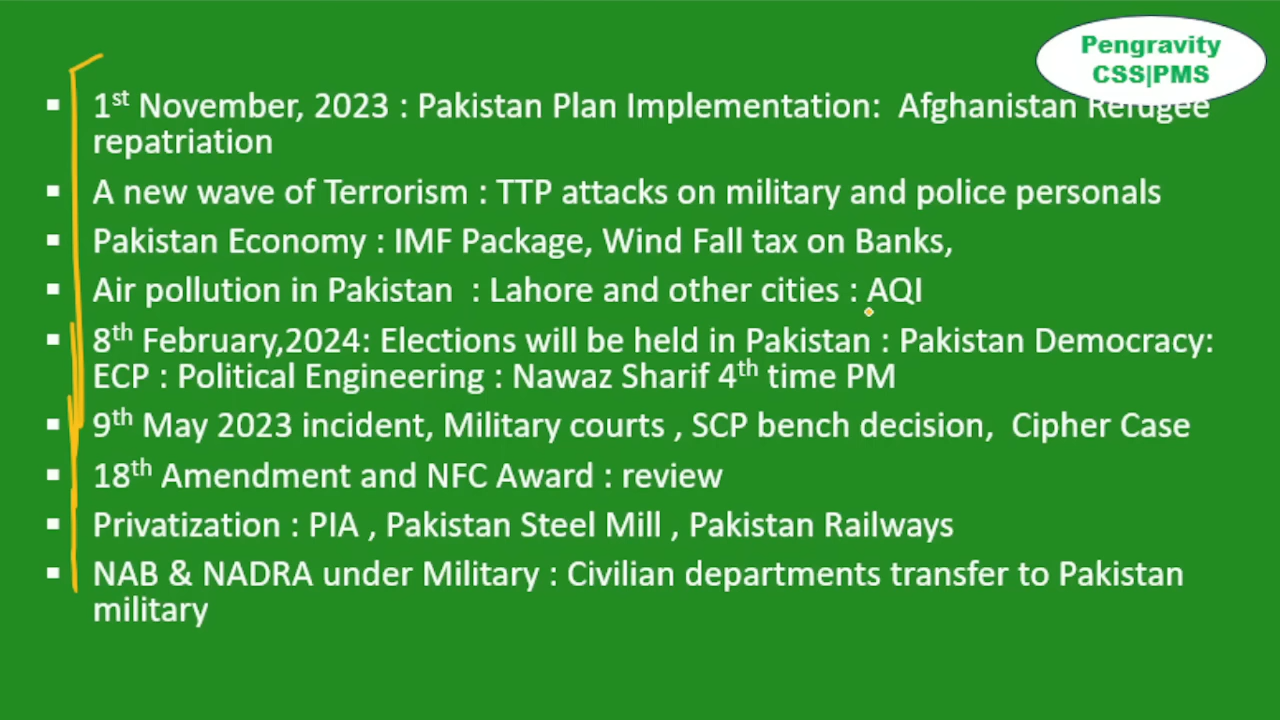 Pengravity
CSS|PMS
▪ 1st November, 2023 : Pakistan Plan Implementation: Afghanistan Refugee
repatriation
▪ A new wave of Terrorism : TTP attacks on military and police personals
▪ Pakistan Economy : IMF Package, Wind Fall tax on Banks,
▪ Air pollution in Pakistan : Lahore and other cities : AQI
▪ 8th February,2024: Elections will be held in Pakistan : Pakistan Democracy:
ECP : Political Engineering : Nawaz Sharif 4th time PM
▪ 9th May 2023 incident, Military courts , SCP bench decision, Cipher Case
▪ 18th Amendment and NFC Award : review
▪ Privatization : PIA , Pakistan Steel Mill , Pakistan Railways
▪ NAB & NADRA under Military : Civilian departments transfer to Pakistan
military